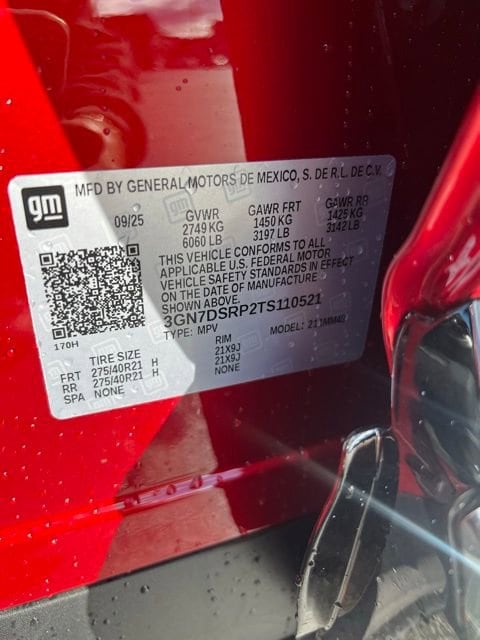 gm
MFD BY GENERAL MOTORS DE MEXICO, S. DE R.L. DE C.V.
09/25 GVWR GAWR FRT GAWR RR
2749 KG 1450 KG 1425 KG
6060 LB 3197 LB 3142 LB
THIS VEHICLE CONFORMS TO ALL
APPLICABLE U.S. FEDERAL MOTOR
VEHICLE SAFETY STANDARDS IN EFFECT
ON THE DATE OF MANUFACTURE
SHOWN ABOVE.
3GN7DSRP2TS110521
TYPE: MPV MODEL:
170H
TIRE SIZE RIM
FRT 275/40R21 H 21X9J
RR 275/40R21 H 21X9J
SPA NONE NONE